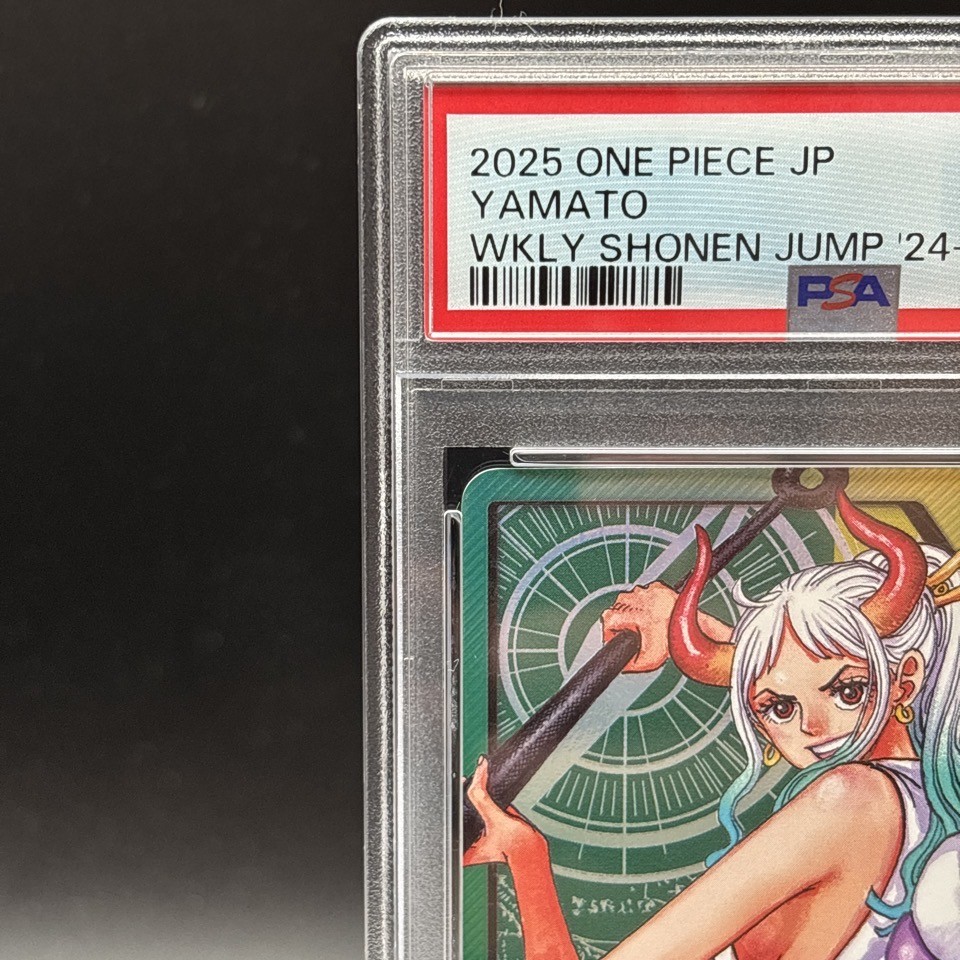 2025 ONE PIECE JP
YAMATO
WKLY SHONEN JUMP '24-
PSA